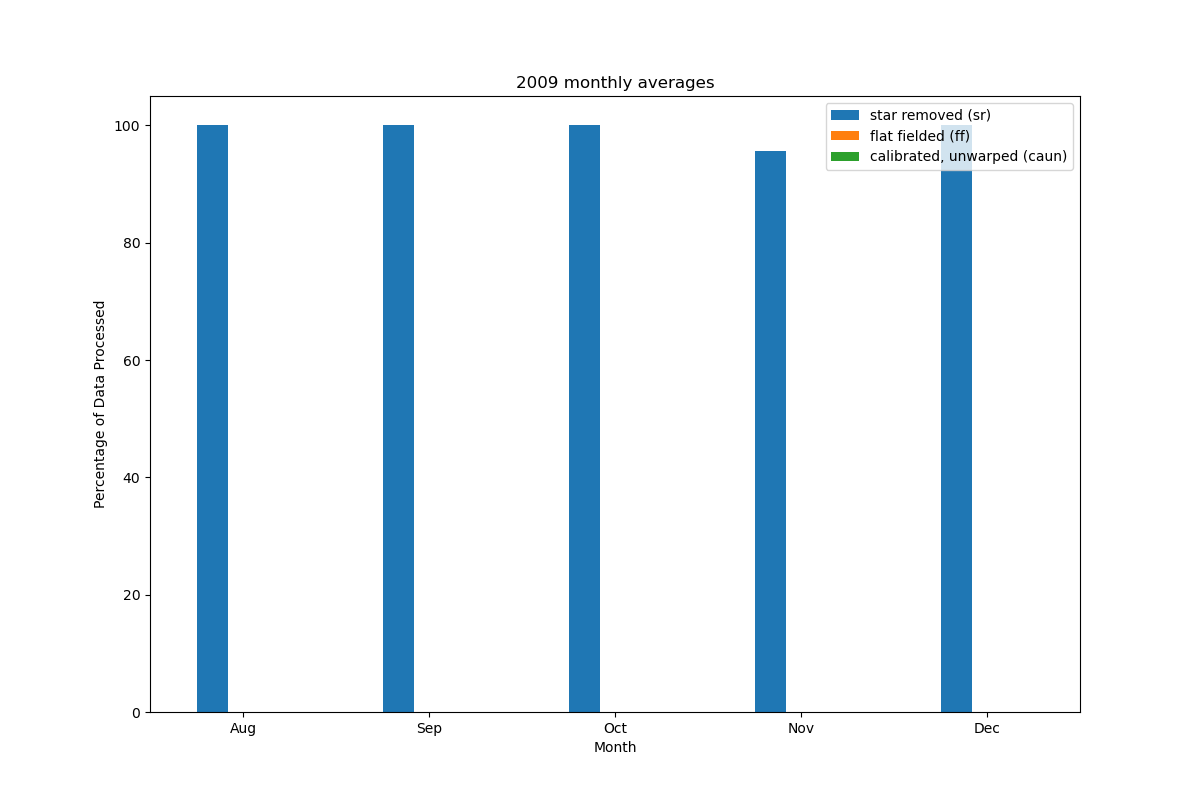 2009 monthly averages
star removed (sr)
flat fielded (ff)
calibrated, unwarped (caun)
100
80
60
40
20
0
Percentage of Data Processed
Aug Sep Oct Nov Dec
Month